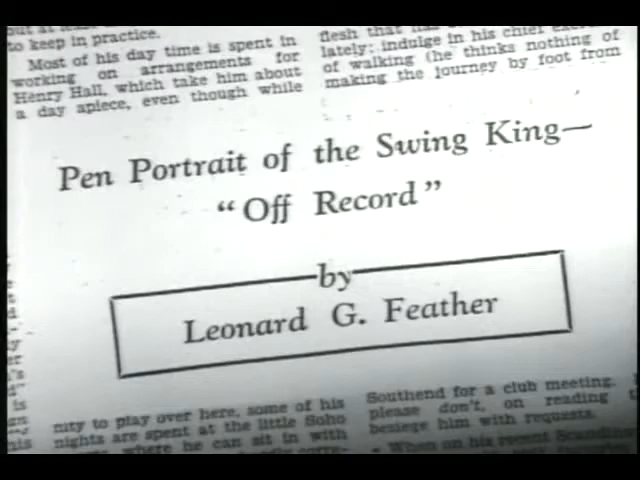 to keep in practice.
Most of his day time is spent in
working on arrangements for
Henry Hall, which take him about
a day apiece, even though while
flesh that has
lately: indulge in his chief
of walking (he thinks nothing of
making the journey by foot from
Pen Portrait of the Swing King—
“Off Record”
by
Leonard G. Feather
nity to play over here, some of his
nights are spent at the little Soho
where he can sit in with
Southend for a club meeting.
please don't, on reading
besiege him with requests.
When on his recent